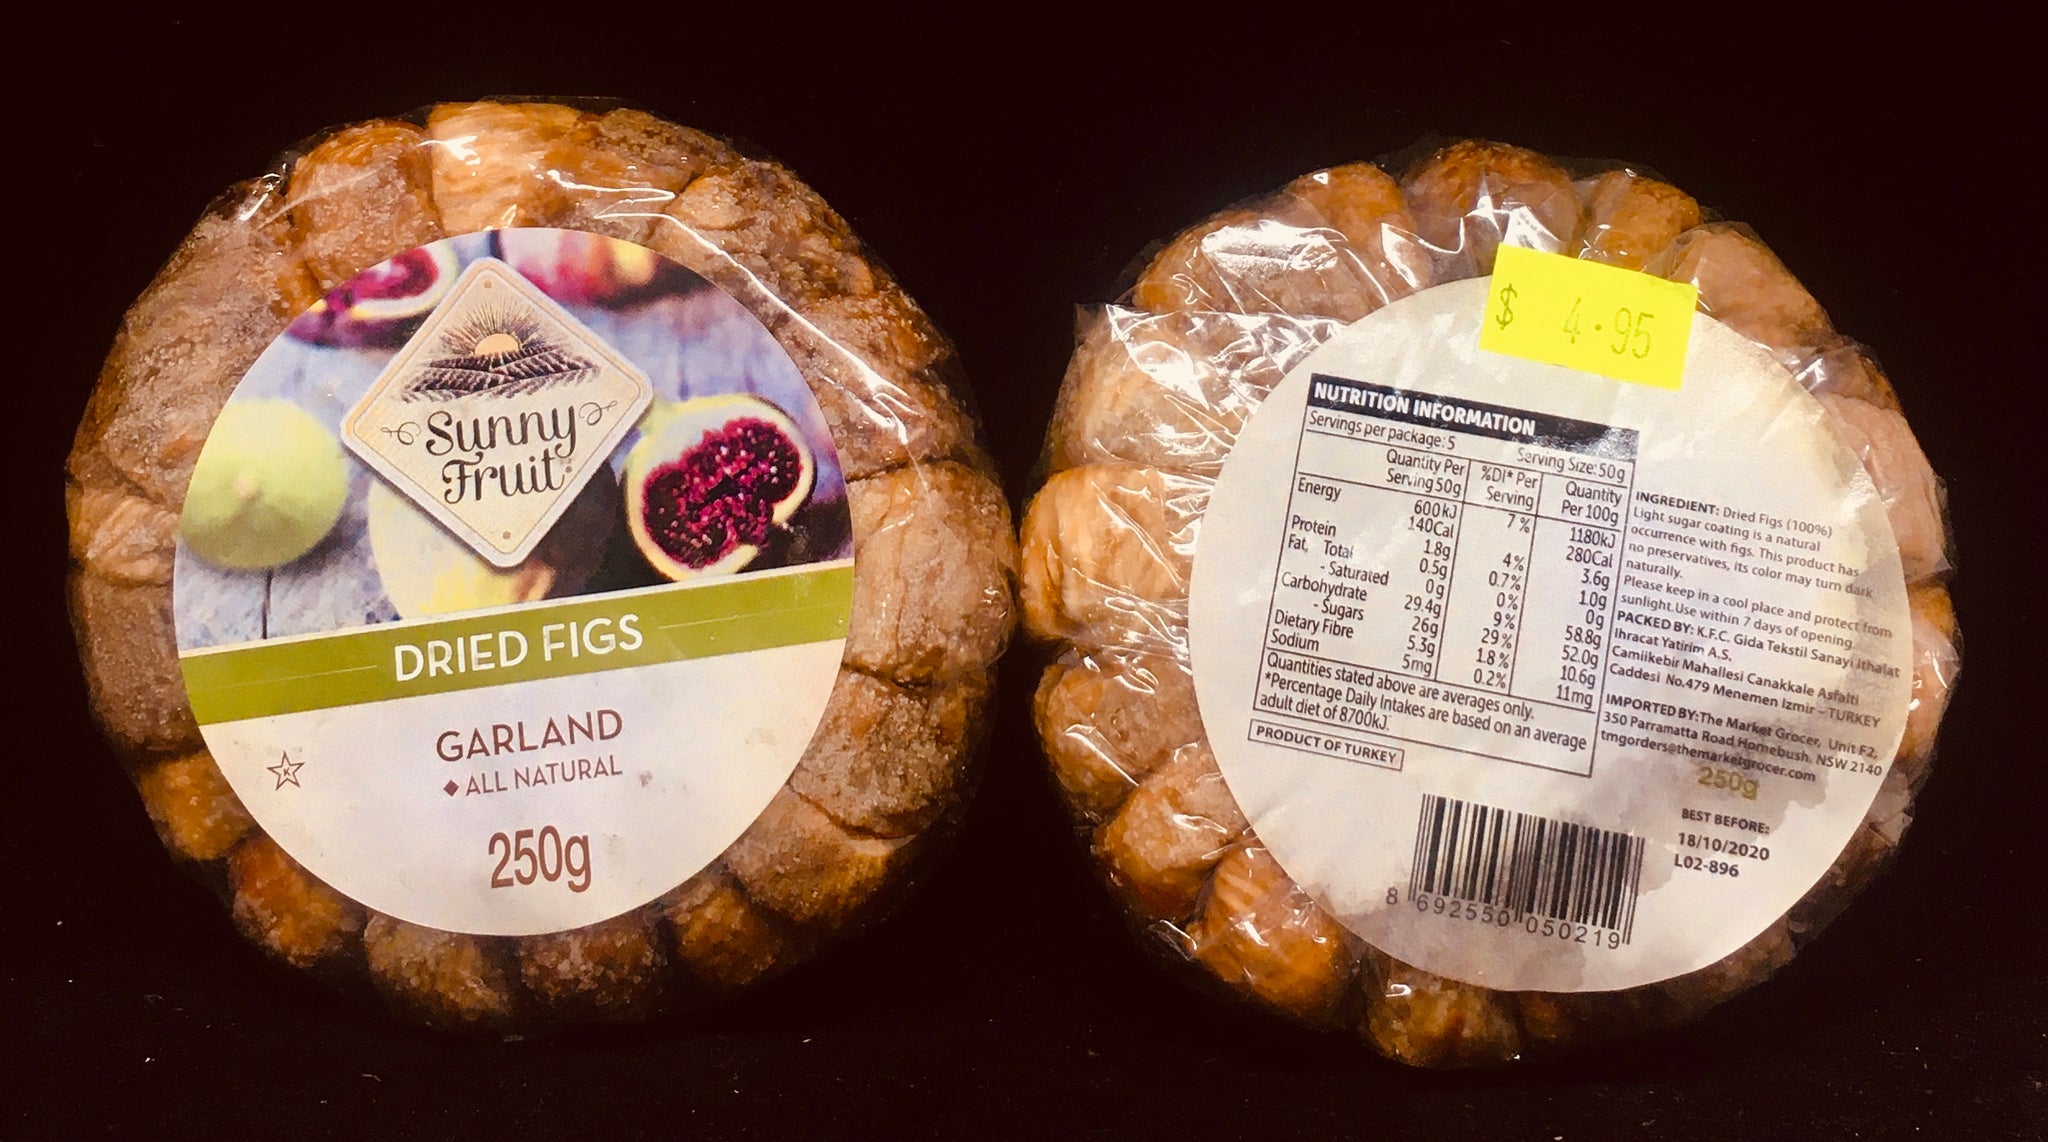 Sunny
Fruit
DRIED FIGS
GARLAND
◆ ALL NATURAL
K
250g
$ 4.95
NUTRITION INFORMATION
Servings per package: 5 Serving Size: 50g
Quantity Per Serving 50g %DI* Per Serving Quantity Per 100g
Energy 600kJ 7% 1180kJ
140Cal 280Cal
Protein 1.8g 4% 3.6g
Fat, Total 0.5g 0.7% 1.0g
- Saturated 0g 0% 0g
Carbohydrate 29.4g 9% 58.8g
- Sugars 26g 29% 52.0g
Dietary Fibre 5.3g 1.8% 10.6g
Sodium 5mg 0.2% 11mg
Quantities stated above are averages only.
*Percentage Daily Intakes are based on an average
adult diet of 8700kJ.
PRODUCT OF TURKEY
INGREDIENT: Dried Figs (100%)
Light sugar coating is a natural
occurrence with figs. This product has
no preservatives, its color may turn dark
naturally.
Please keep in a cool place and protect from
sunlight. Use within 7 days of opening.
PACKED BY: K.F.C. Gida Tekstil Sanayi Ithalat
Ihracat Yatirim A.S.
Camiikebir Mahallesi Canakkale Asfalti
Caddesi No.479 Menemen Izmir - TURKEY
IMPORTED BY: The Market Grocer, Unit F2,
350 Parramatta Road Homebush, NSW 2140
tmgorders@themarketgrocer.com
250g
BEST BEFORE:
18/10/2020
L02-896
8 692550 050219